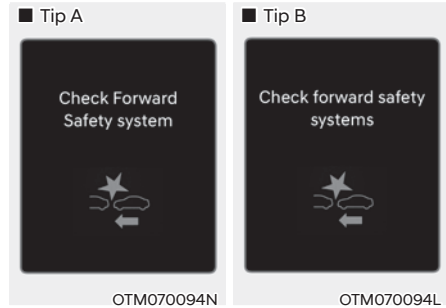 ■ Tip A
Check Forward
Safety system
OTM070094N
■ Tip B
Check forward safety
systems
OTM070094L